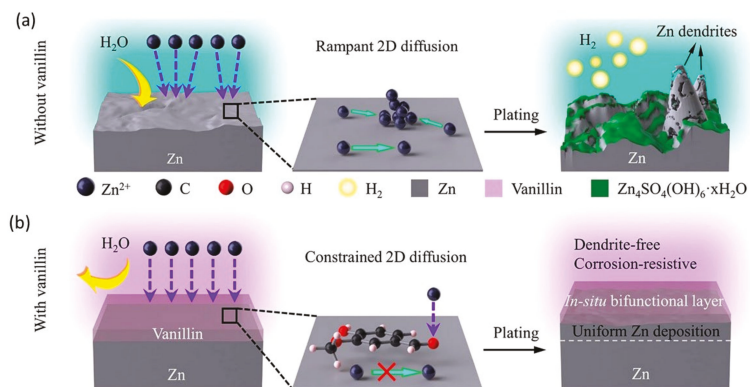 (a)
Without vanillin
H₂O
Zn
Rampant 2D diffusion
Plating
H₂
Zn dendrites
Zn²⁺
C
O
H
H₂
Zn
Vanillin
Zn₄SO₄(OH)₆·xH₂O
(b)
With vanillin
H₂O
Vanillin
Zn
Constrained 2D diffusion
Plating
Dendrite-free
Corrosion-resistive
In-situ bifunctional layer
Uniform Zn deposition
Zn